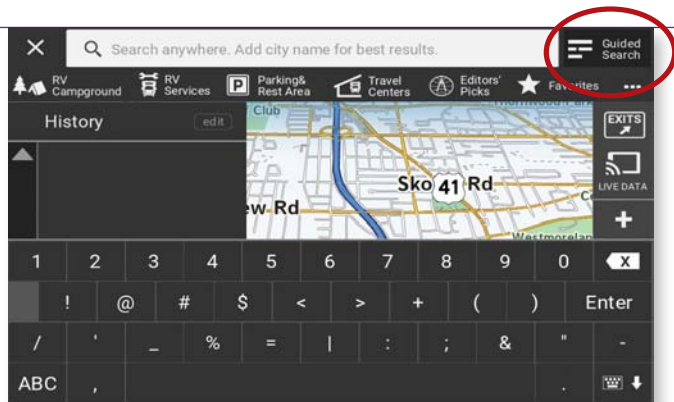 Search anywhere. Add city name for best results.
Guided
Search
RV
Campground
RV
Services
P
Parking&
Rest Area
Travel
Centers
Editors'
Picks
Favorites
...
History
edit
Club
EXITS
Sko 41 Rd
LIVE DATA
ew Rd
+
1 2 3 4 5 6 7 8 9 0 X
! @ # $ < > + ( ) Enter
/ ' _ % = | : ; & " -
ABC , .